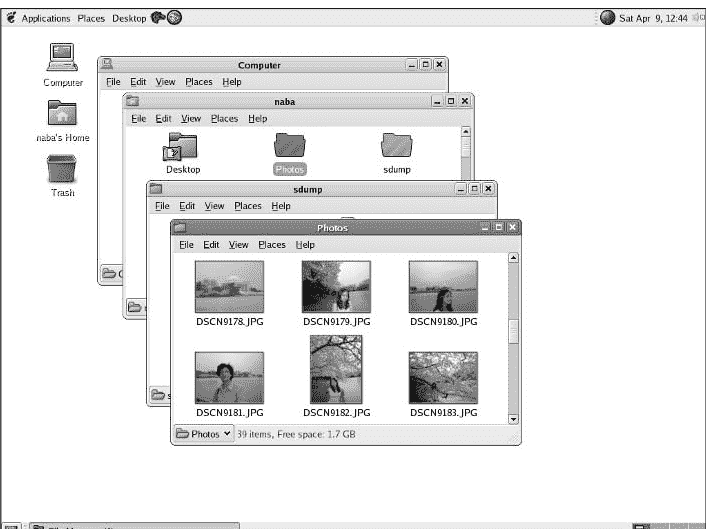 Applications Places Desktop
Sat Apr 9, 12:44
Computer
naba's Home
Trash
Computer
File Edit View Places Help
naba
File Edit View Places Help
Desktop Photos sdump
sdump
File Edit View Places Help
Photos
File Edit View Places Help
DSCN9178.JPG DSCN9179.JPG DSCN9180.JPG
DSCN9181.JPG DSCN9182.JPG DSCN9183.JPG
Photos 39 items, Free space: 1.7 GB